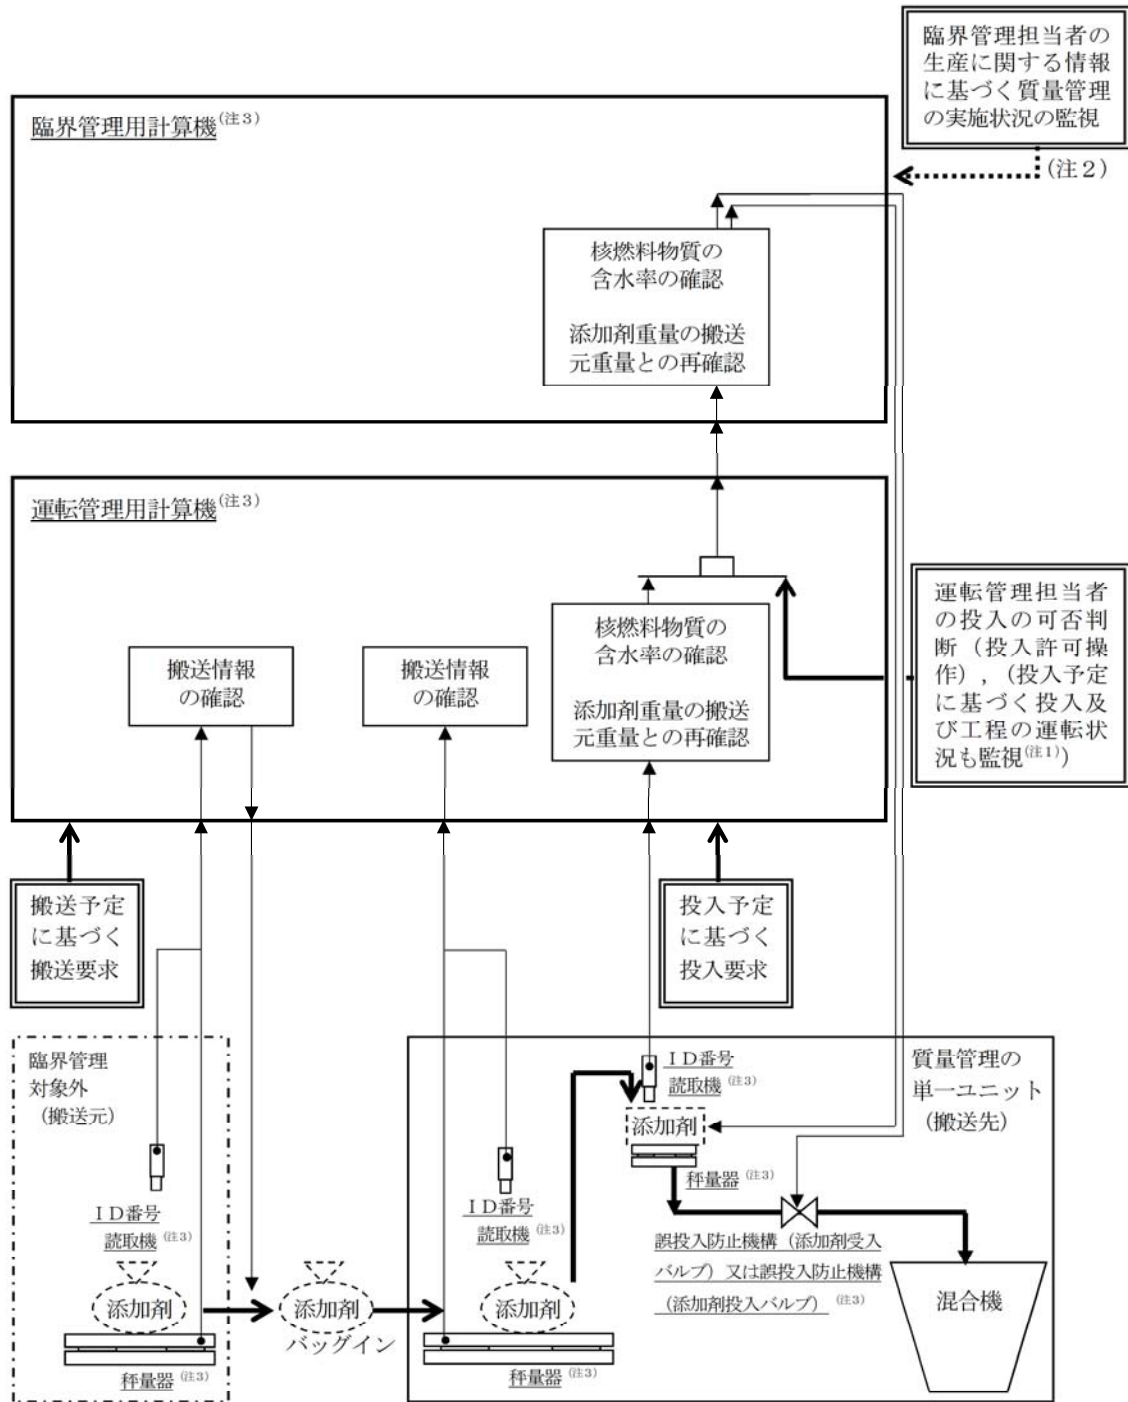 臨界管理担当者の
生産に関する情報
に基づく質量管理
の実施状況の監視
(注2)
臨界管理用計算機(注3)
核燃料物質の
含水率の確認
添加剤重量の搬送
元重量との再確認
運転管理用計算機(注3)
運転管理担当者
の投入の可否判
断(投入許可操
作),(投入予定
に基づく投入及
び工程の運転状
況も監視(注1))
核燃料物質の
含水率の確認
添加剤重量の搬送
元重量との再確認
搬送情報
の確認
搬送情報
の確認
搬送予定
に基づく
搬送要求
投入予定
に基づく
投入要求
臨界管理
対象外
(搬送元)
ID番号
読取機(注3)
添加剤
秤量器(注3)
添加剤
バッグイン
ID番号
読取機(注3)
添加剤
秤量器(注3)
ID番号
読取機(注3)
添加剤
秤量器(注3)
質量管理の
単一ユニット
(搬送先)
誤投入防止機構(添加剤受入
バルブ)又は誤投入防止機構
(添加剤投入バルブ)(注3)
混合機